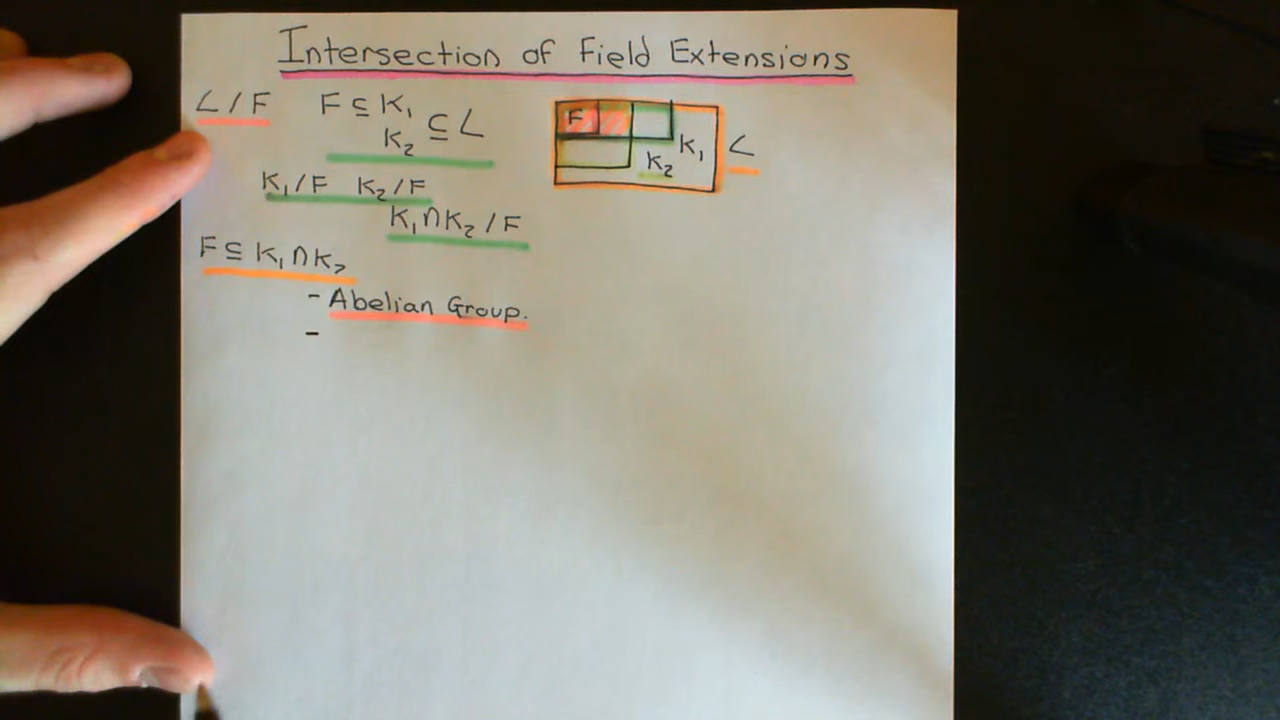 Intersection of Field Extensions
L/F F ⊆ K₁
K₂ ⊆ L
K₁/F K₂/F
K₁∩K₂/F
F ⊆ K₁∩K₂
- Abelian Group.
-
F
K₁
K₂
L